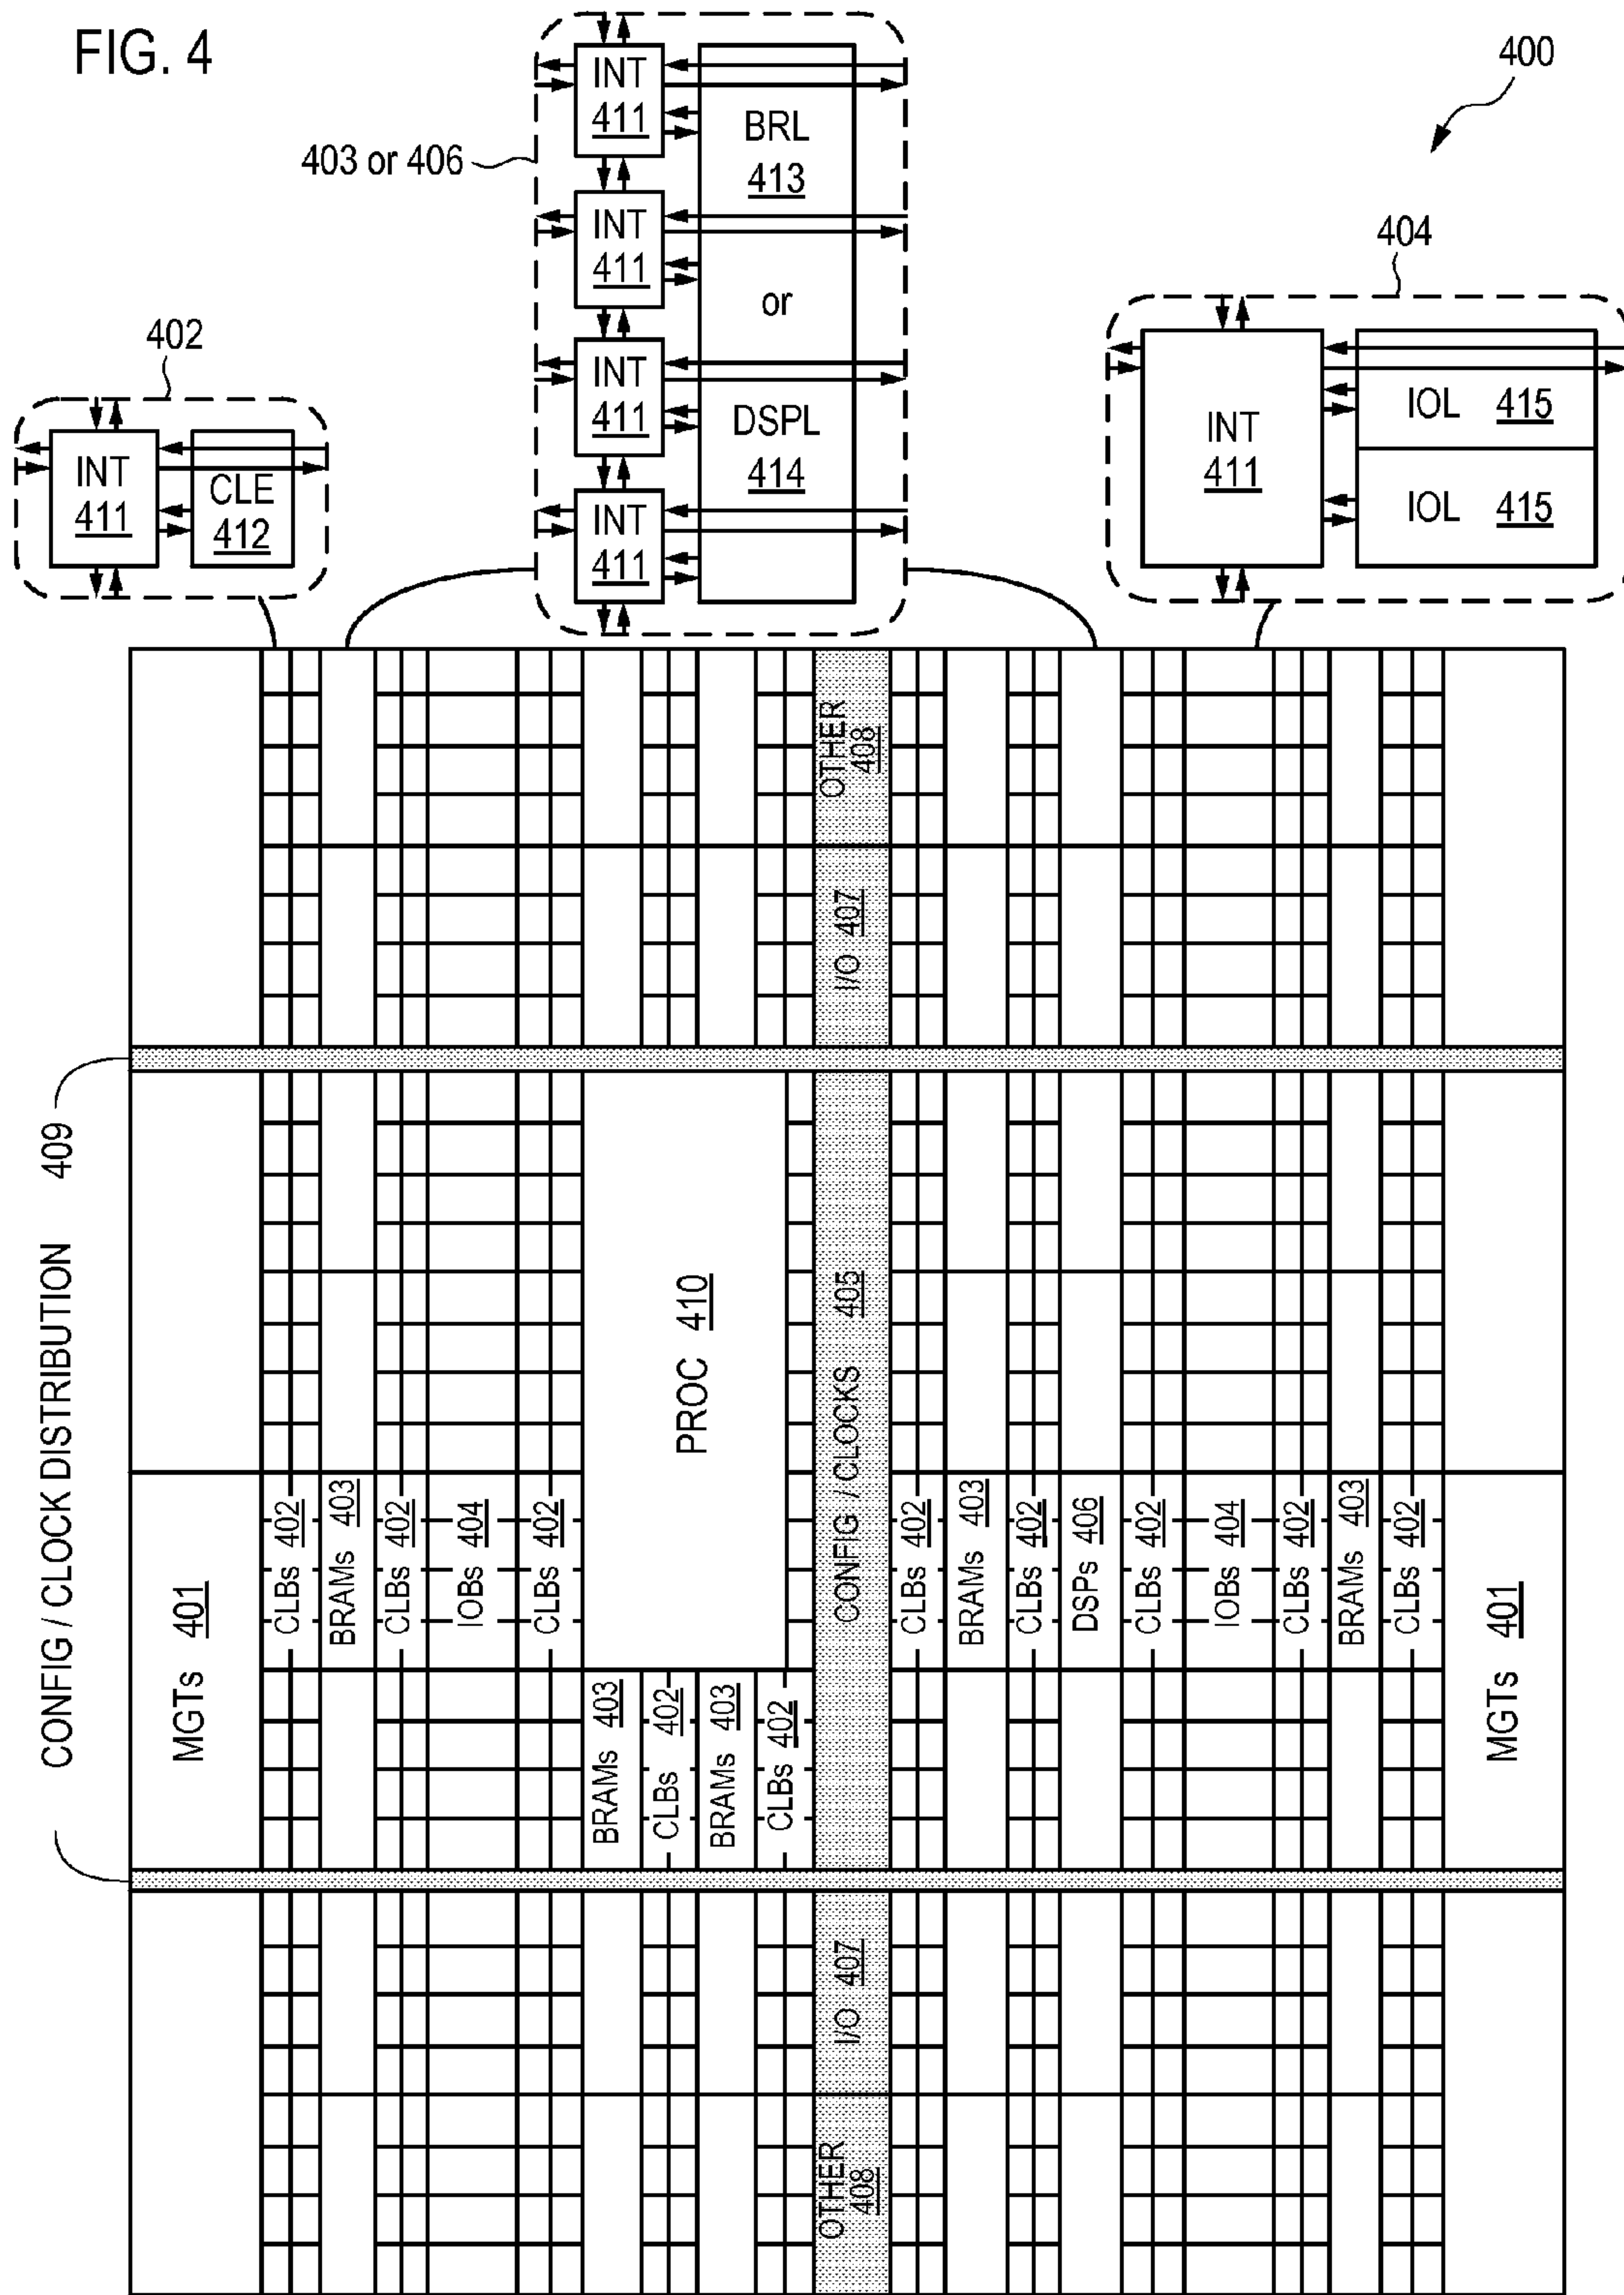 FIG. 4
400
403 or 406
INT
411
INT
411
INT
411
INT
411
BRL
413
or
DSPL
414
402
INT
411
CLE
412
404
INT
411
IOL 415
IOL 415
OTHER
408
I/O 407
CONFIG / CLOCK DISTRIBUTION 409
PROC 410
CONFIG / CLOCKS 405
MGTs 401
CLBs 402
BRAMs 403
CLBs 402
IOBs 404
CLBs 402
BRAMs 403
CLBs 402
BRAMs 403
CLBs 402
CLBs 402
BRAMs 403
CLBs 402
DSPs 406
CLBs 402
IOBs 404
CLBs 402
BRAMs 403
CLBs 402
MGTs 401
I/O 407
OTHER
408